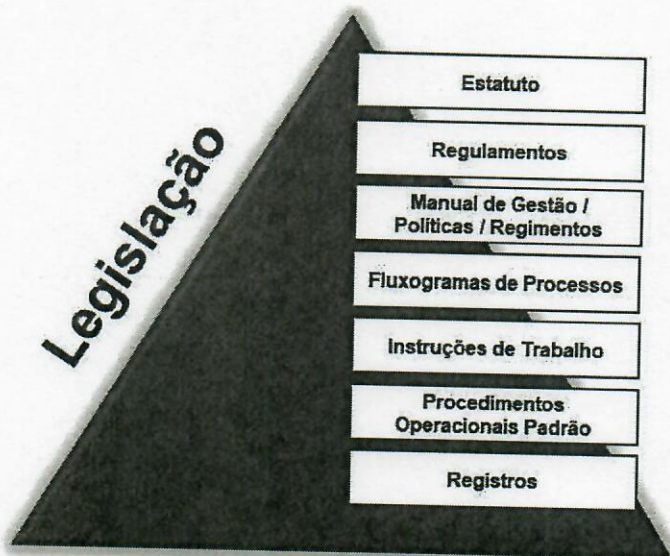 Legislação
Estatuto
Regulamentos
Manual de Gestão /
Políticas / Regimentos
Fluxogramas de Processos
Instruções de Trabalho
Procedimentos
Operacionais Padrão
Registros